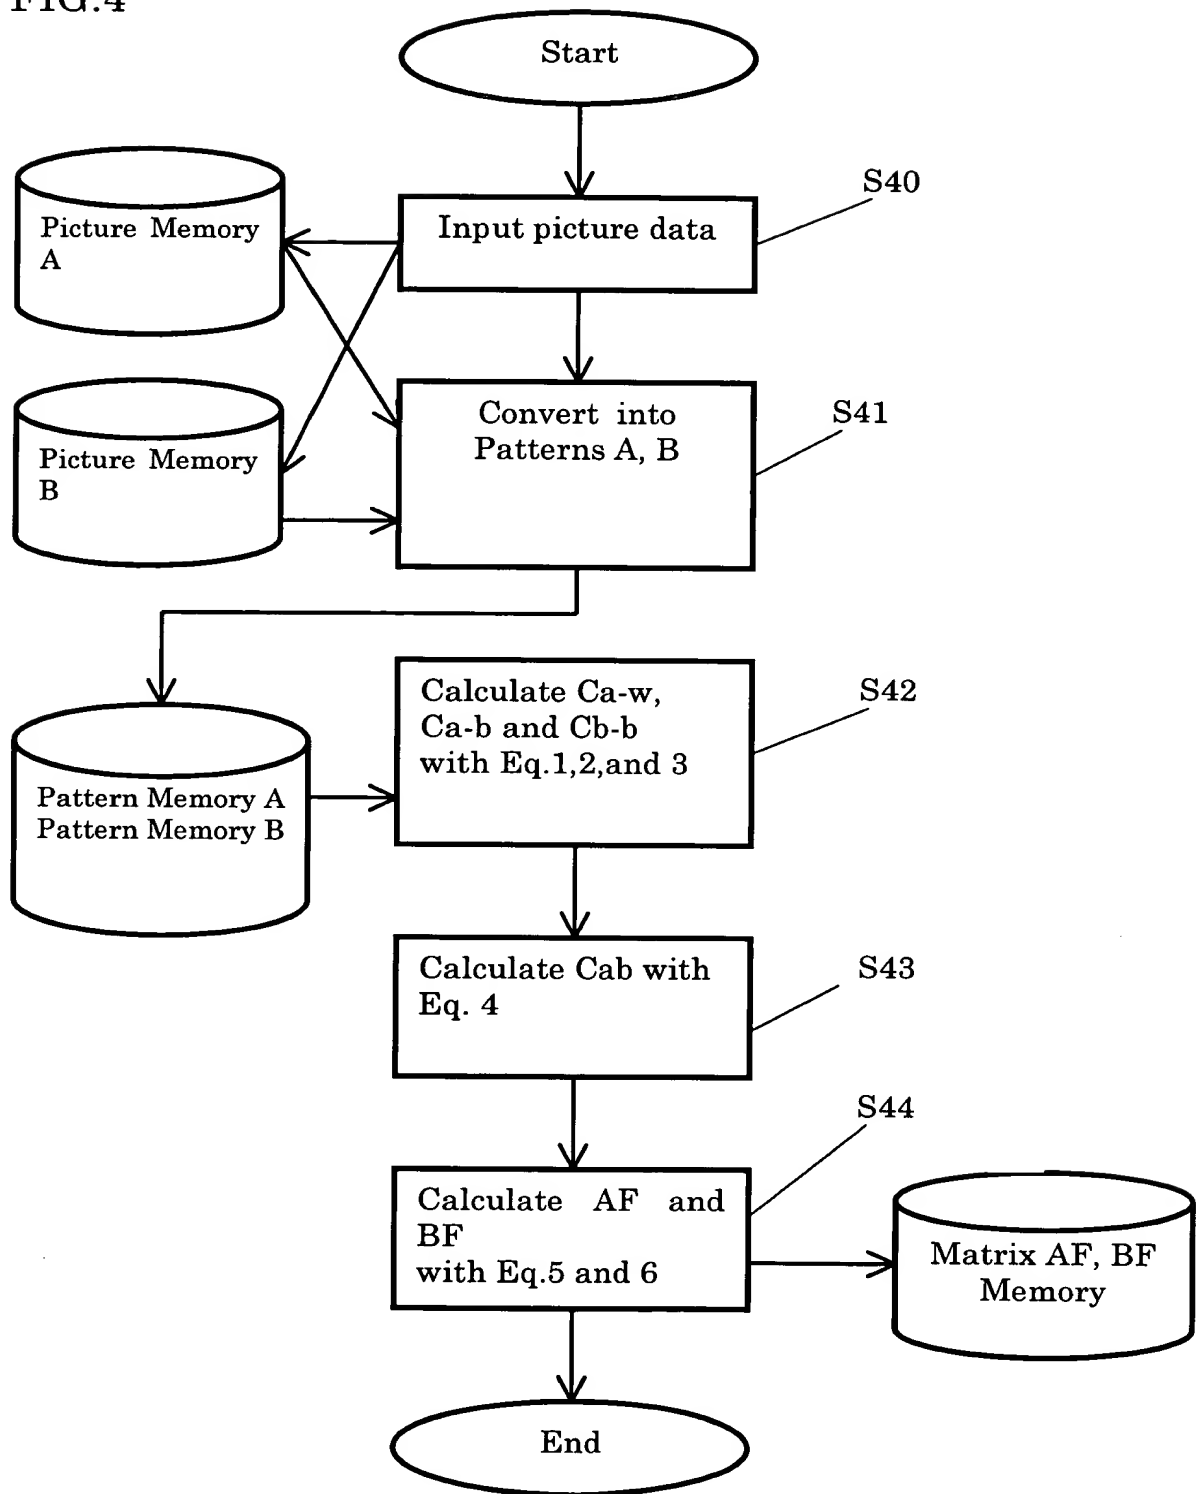 FIG.4
Start
S40
Picture Memory
A
Input picture data
Picture Memory
B
Convert into
Patterns A, B
S41
Calculate Ca-w,
Ca-b and Cb-b
with Eq.1,2,and 3
S42
Pattern Memory A
Pattern Memory B
Calculate Cab with
Eq. 4
S43
S44
Calculate AF and
BF
with Eq.5 and 6
Matrix AF, BF
Memory
End